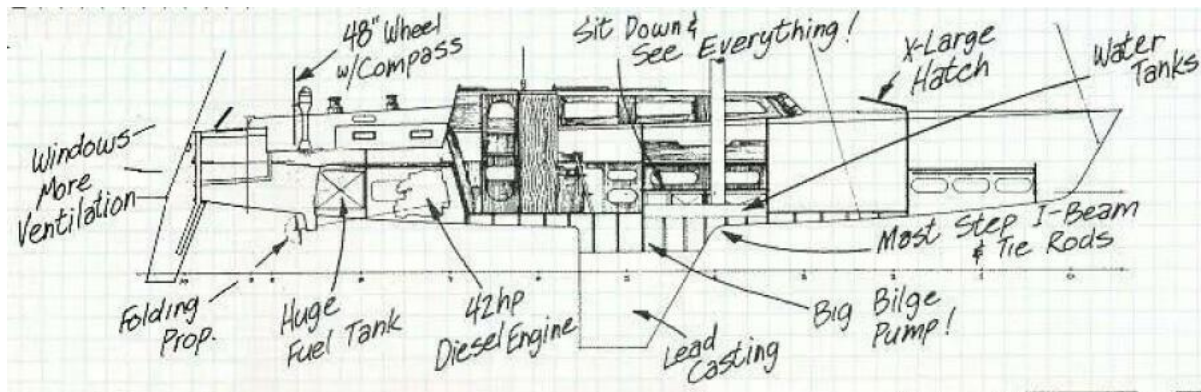 48" Wheel
w/Compass
Sit Down &
See Everything!
X-Large
Hatch
Water
Tanks
Windows
More
Ventilation
Folding
Prop.
Huge
Fuel Tank
42hp
Diesel Engine
Lead
Casting
Big Bilge
Pump!
Mast Step I-Beam
& Tie Rods